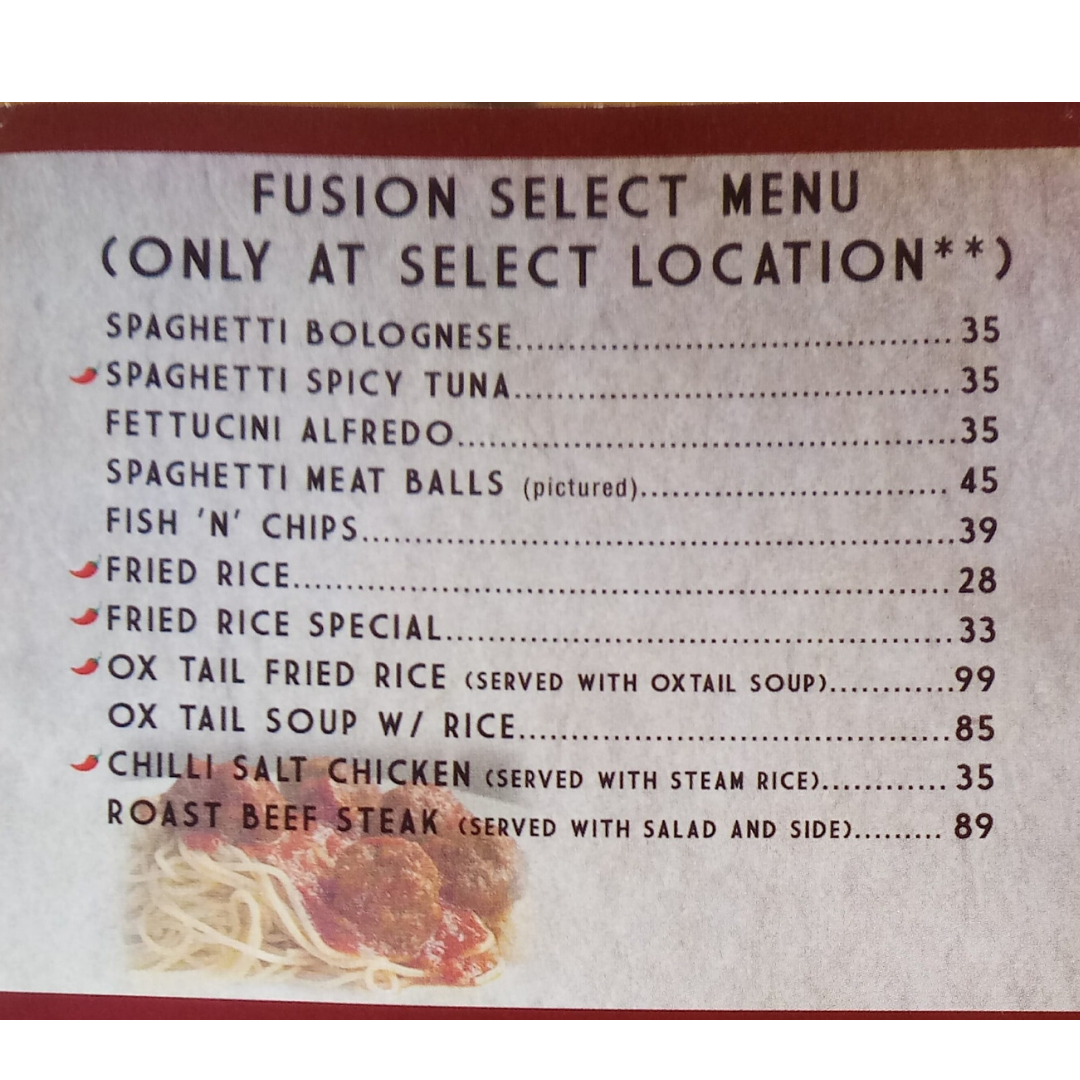 FUSION SELECT MENU
(ONLY AT SELECT LOCATION**)
SPAGHETTI BOLOGNESE.................................... 35
SPAGHETTI SPICY TUNA.................................... 35
FETTUCINI ALFREDO..........................................35
SPAGHETTI MEAT BALLS (pictured)......................... 45
FISH 'N' CHIPS.................................................39
FRIED RICE...................................................... 28
FRIED RICE SPECIAL.......................................... 33
OX TAIL FRIED RICE (SERVED WITH OXTAIL SOUP)............99
OX TAIL SOUP W/ RICE....................................85
CHILLI SALT CHICKEN (SERVED WITH STEAM RICE)............ 35
ROAST BEEF STEAK (SERVED WITH SALAD AND SIDE)......... 89